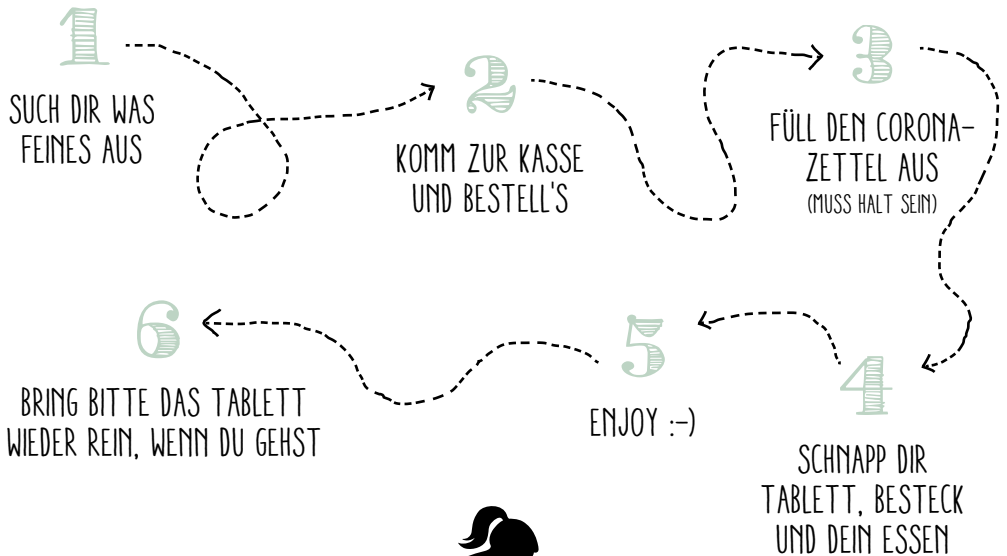 1
SUCH DIR WAS
FEINES AUS
2
KOMM ZUR KASSE
UND BESTELL'S
3
FÜLL DEN CORONA-
ZETTEL AUS
(MUSS HALT SEIN)
4
SCHNAPP DIR
TABLETT, BESTECK
UND DEIN ESSEN
5
ENJOY :-)
6
BRING BITTE DAS TABLETT
WIEDER REIN, WENN DU GEHST